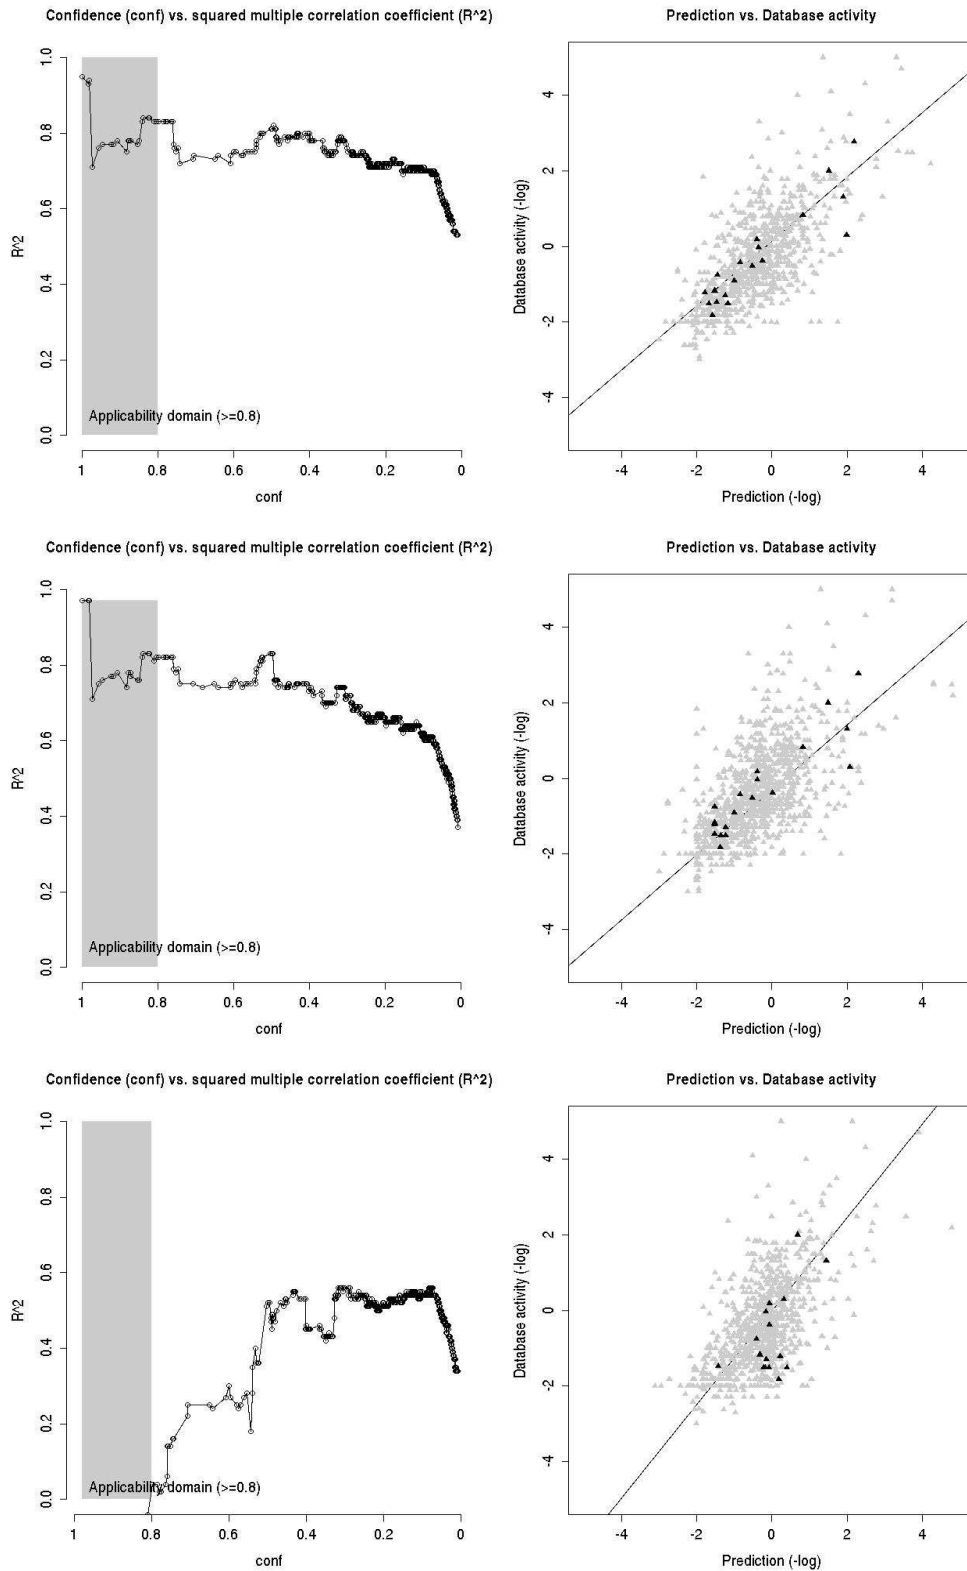 Confidence (conf) vs. squared multiple correlation coefficient (R^2)
R^2
0.0 0.2 0.4 0.6 0.8 1.0
Applicability domain (>=0.8)
1 0.8 0.6 0.4 0.2 0
conf
Prediction vs. Database activity
Database activity (-log)
-4 -2 0 2 4
-4 -2 0 2 4
Prediction (-log)
Confidence (conf) vs. squared multiple correlation coefficient (R^2)
R^2
0.0 0.2 0.4 0.6 0.8 1.0
Applicability domain (>=0.8)
1 0.8 0.6 0.4 0.2 0
conf
Prediction vs. Database activity
Database activity (-log)
-4 -2 0 2 4
-4 -2 0 2 4
Prediction (-log)
Confidence (conf) vs. squared multiple correlation coefficient (R^2)
R^2
0.0 0.2 0.4 0.6 0.8 1.0
Applicability domain (>=0.8)
1 0.8 0.6 0.4 0.2 0
conf
Prediction vs. Database activity
Database activity (-log)
-4 -2 0 2 4
-4 -2 0 2 4
Prediction (-log)